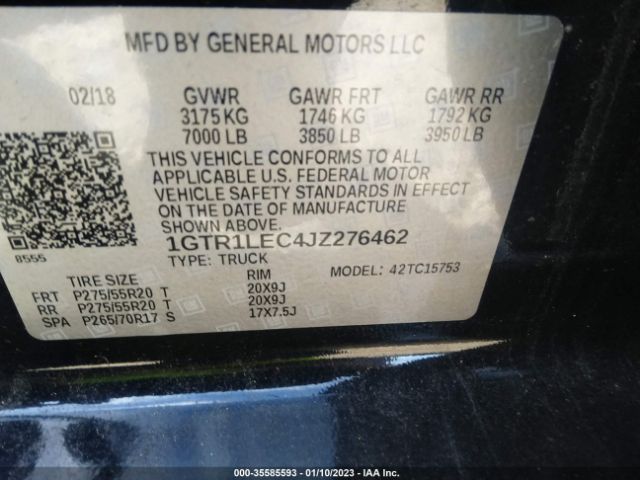 MFD BY GENERAL MOTORS LLC
02/18 GVWR GAWR FRT GAWR RR
3175 KG 1746 KG 1792 KG
7000 LB 3850 LB 3950 LB
THIS VEHICLE CONFORMS TO ALL
APPLICABLE U.S. FEDERAL MOTOR
VEHICLE SAFETY STANDARDS IN EFFECT
ON THE DATE OF MANUFACTURE
SHOWN ABOVE.
1GTR1LEC4JZ276462
8555
TYPE: TRUCK MODEL: 42TC15753
TIRE SIZE RIM
FRT P275/55R20 T 20X9J
RR P275/55R20 T 20X9J
SPA P265/70R17 S 17X7.5J
000-35585593 - 01/10/2023 - IAA Inc.